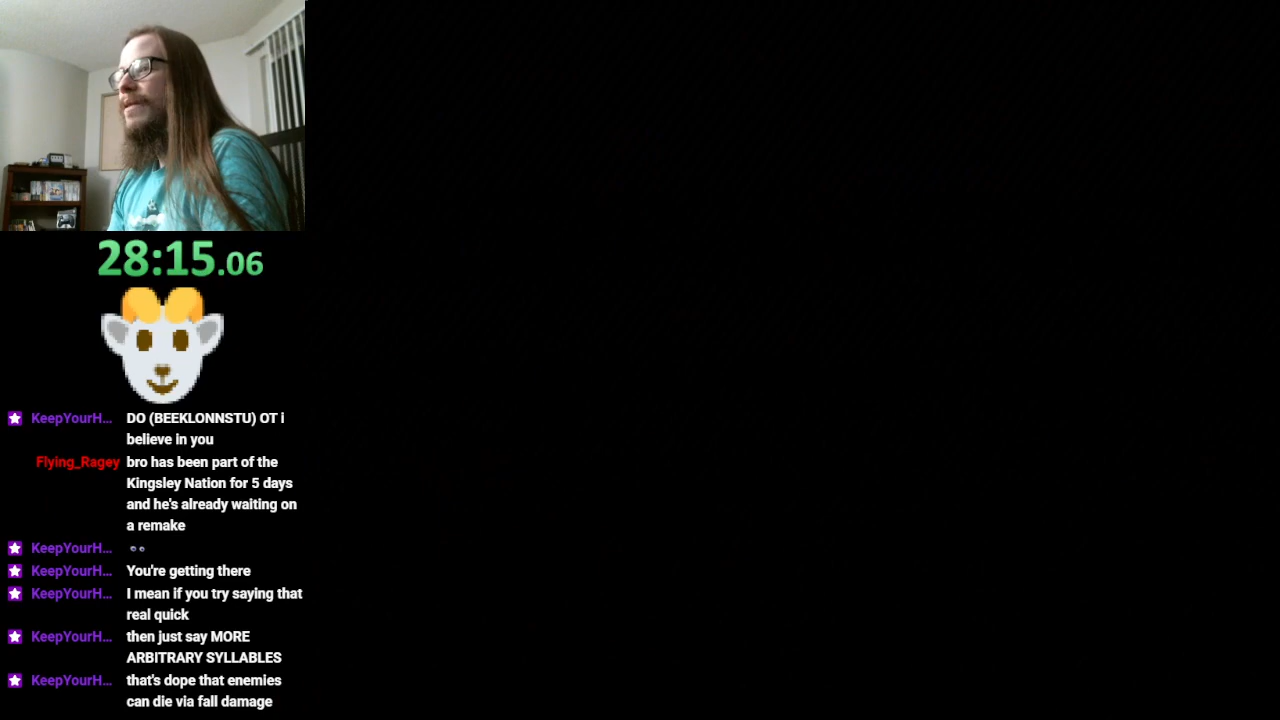 28:15.06
KeepYourH... DO (BEEKLONNSTU) OT i
believe in you
Flying_Ragey bro has been part of the
Kingsley Nation for 5 days
and he's already waiting on
a remake
KeepYourH...
KeepYourH... You're getting there
KeepYourH... I mean if you try saying that
real quick
KeepYourH... then just say MORE
ARBITRARY SYLLABLES
KeepYourH... that's dope that enemies
can die via fall damage